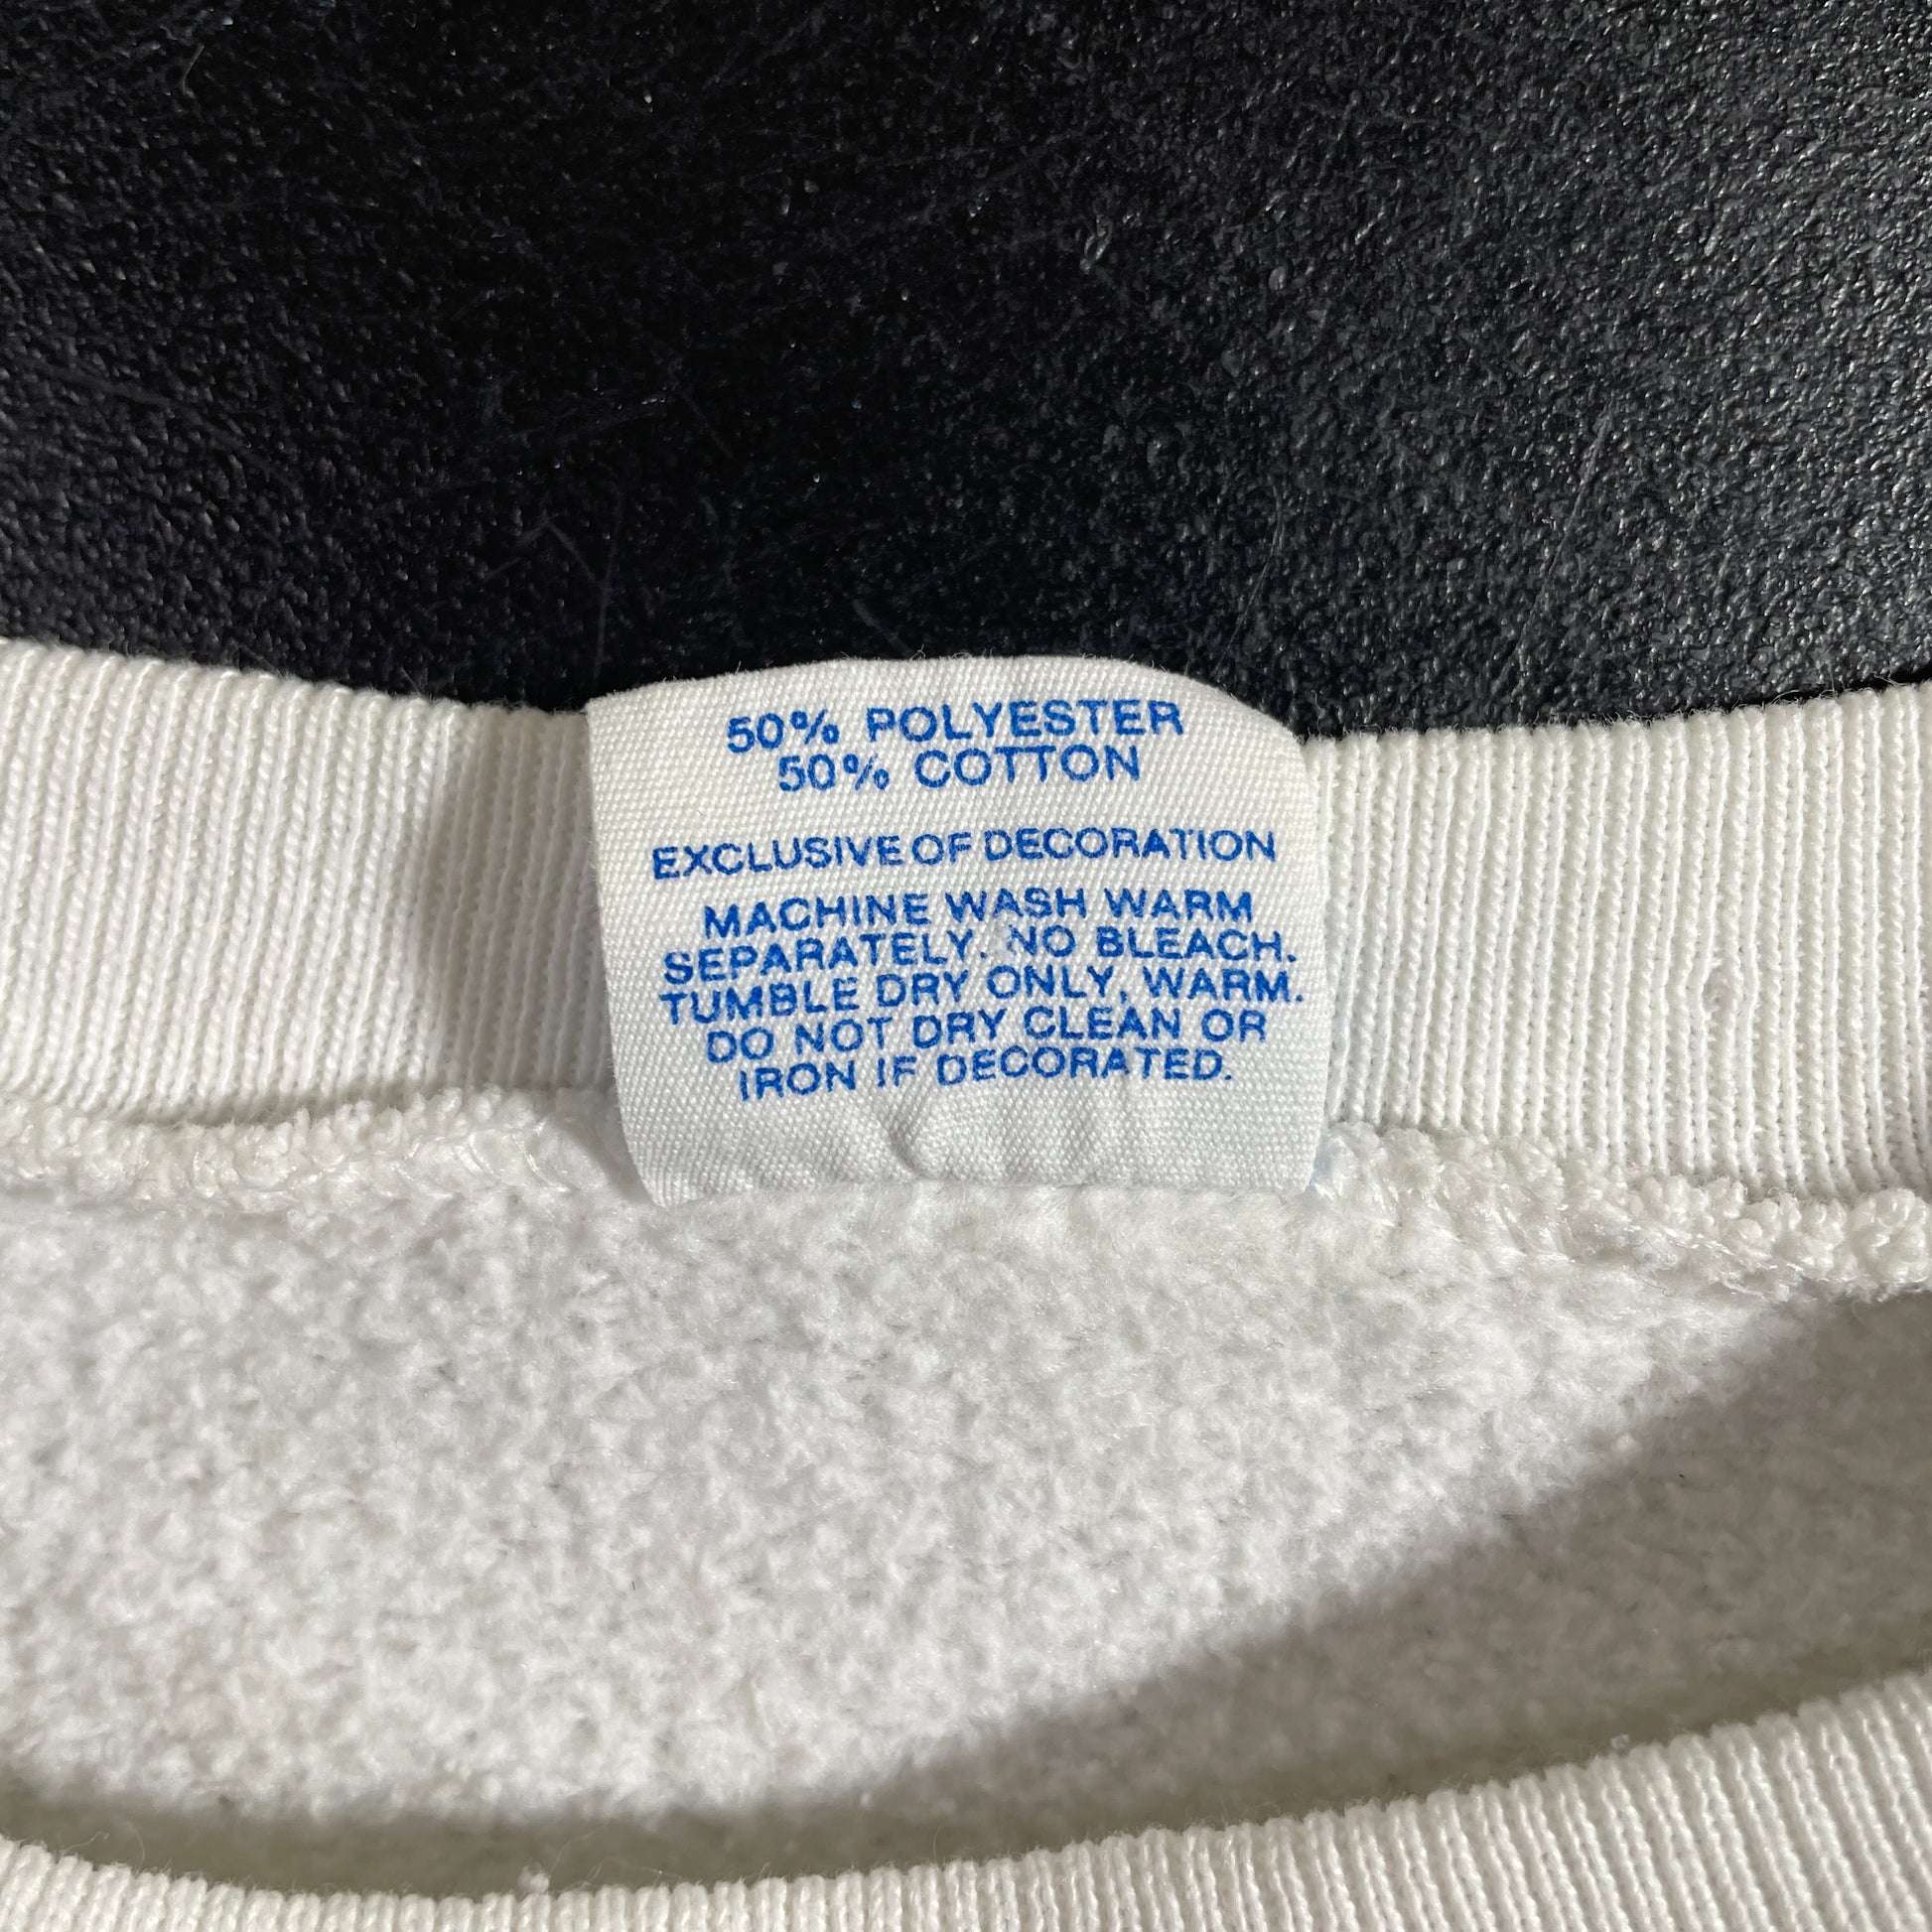 50% POLYESTER
50% COTTON
EXCLUSIVE OF DECORATION
MACHINE WASH WARM
SEPARATELY. NO BLEACH.
TUMBLE DRY ONLY, WARM.
DO NOT DRY CLEAN OR
IRON IF DECORATED.